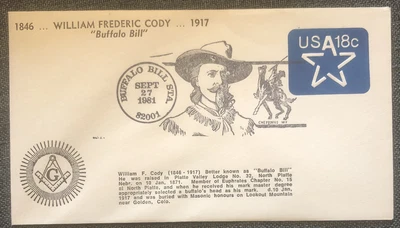 1846 ... WILLIAM FREDERIC CODY ... 1917
"Buffalo Bill"
USA 18c
BUFFALO BILL STA.
SEPT
27
1981
82001
CHEYENNE, WY
G
William F. Cody (1846 - 1917) Better known as "Buffalo Bill"
He was raised in Platte Valley Lodge No. 32, North Platte
Nebr. on 10 Jan. 1871. Member of Euphrates Chapter No. 15
at North Platte, and when he received his mark master degree
appropriately selected a buffalo's head as his mark. d.10 Jan.
1917 and was buried with Masonic honours on Lookout Mountain
near Golden, Colo.